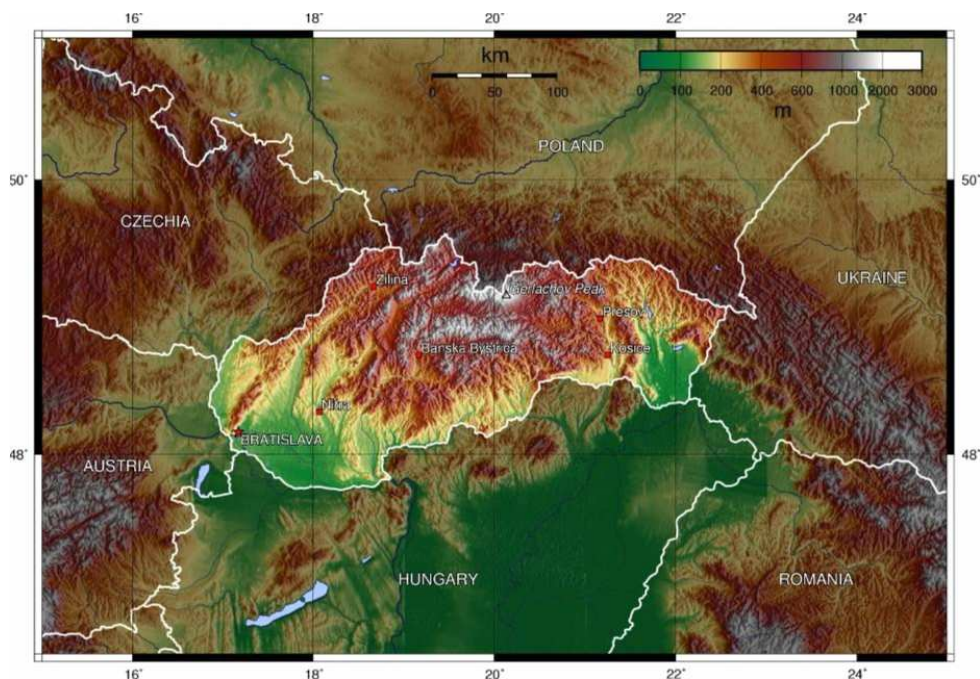 16° 18° 20° 22° 24°
km
0 50 100
0 100 200 400 600 1000 2000 3000
m
POLAND
50° 50°
CZECHIA
UKRAINE
Zilina
Gerlachov Peak
Presov
Banska Bystrica
Kosice
Nitra
BRATISLAVA
48° 48°
AUSTRIA
HUNGARY
ROMANIA
16° 18° 20° 22° 24°